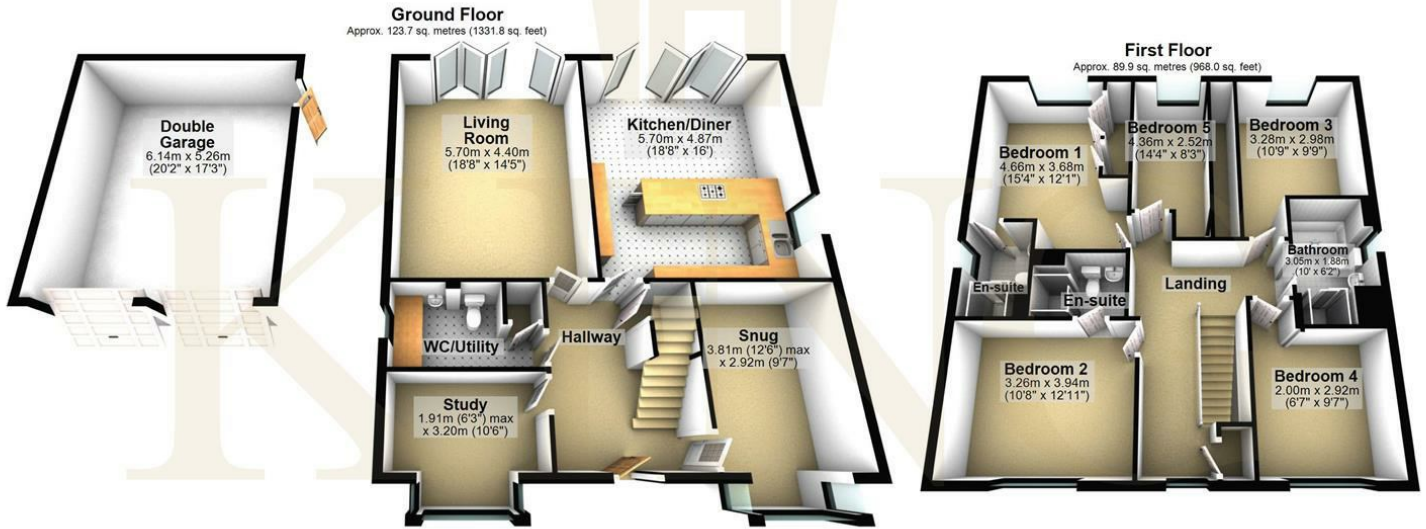 Ground Floor
Approx. 123.7 sq. metres (1331.8 sq. feet)
Double
Garage
6.14m x 5.26m
(20'2" x 17'3")
Living
Room
5.70m x 4.40m
(18'8" x 14'5")
Kitchen/Diner
5.70m x 4.87m
(18'8" x 16')
WC/Utility
Hallway
Snug
3.81m (12'6") max
x 2.92m (9'7")
Study
1.91m (6'3") max
x 3.20m (10'6")
First Floor
Approx. 89.9 sq. metres (968.0 sq. feet)
Bedroom 1
4.66m x 3.68m
(15'4" x 12'1")
Bedroom 5
4.36m x 2.52m
(14'4" x 8'3")
Bedroom 3
3.28m x 2.98m
(10'9" x 9'9")
Bathroom
3.05m x 1.88m
(10' x 6'2")
En-suite
En-suite
Landing
Bedroom 2
3.26m x 3.94m
(10'8" x 12'11")
Bedroom 4
2.00m x 2.92m
(6'7" x 9'7")